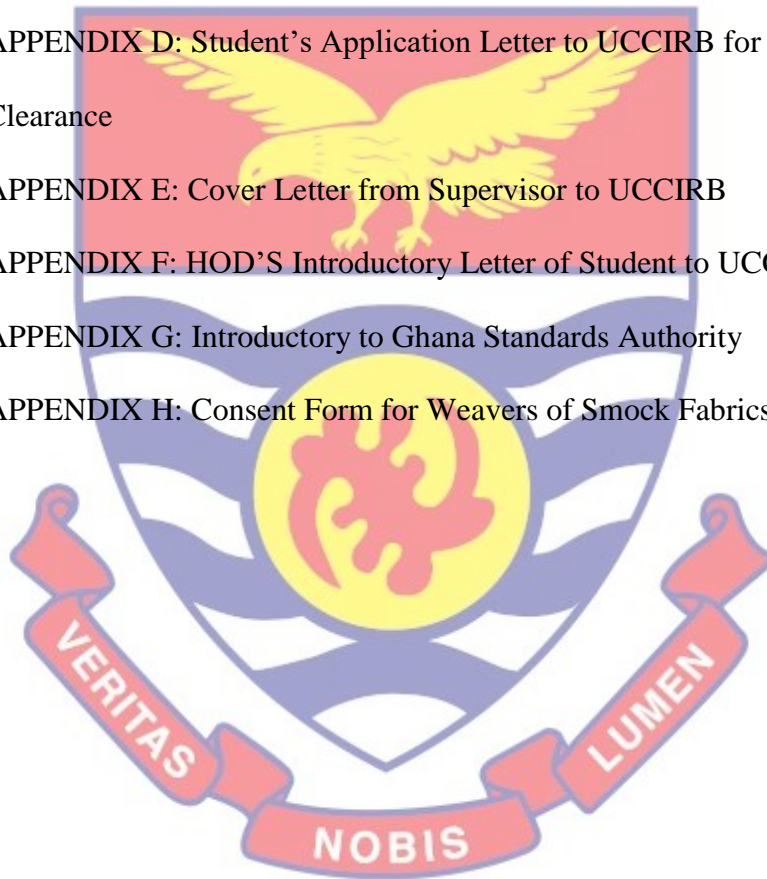 APPENDIX D: Student’s Application Letter to UCCIRB for
Clearance
APPENDIX E: Cover Letter from Supervisor to UCCIRB
APPENDIX F: HOD’S Introductory Letter of Student to UCC
APPENDIX G: Introductory to Ghana Standards Authority
APPENDIX H: Consent Form for Weavers of Smock Fabrics
VERITAS
NOBIS
LUMEN